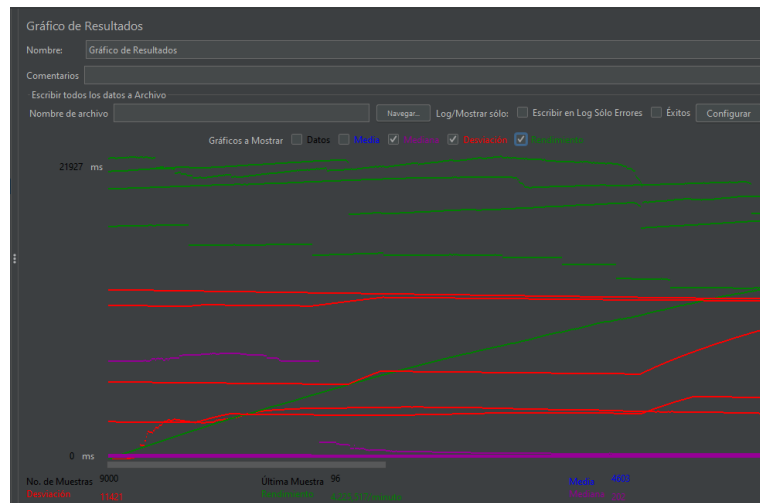 Gráfico de Resultados
Nombre: Gráfico de Resultados
Comentarios
Escribir todos los datos a Archivo
Nombre de archivo Navegar... Log/Mostrar sólo: Escribir en Log Sólo Errores Éxitos Configurar
Gráficos a Mostrar Datos Media Mediana Desviación Rendimiento
21927 ms
0 ms
No. de Muestras 9000 Última Muestra 96 Media 4603
Desviación 11421 Rendimiento Mediana